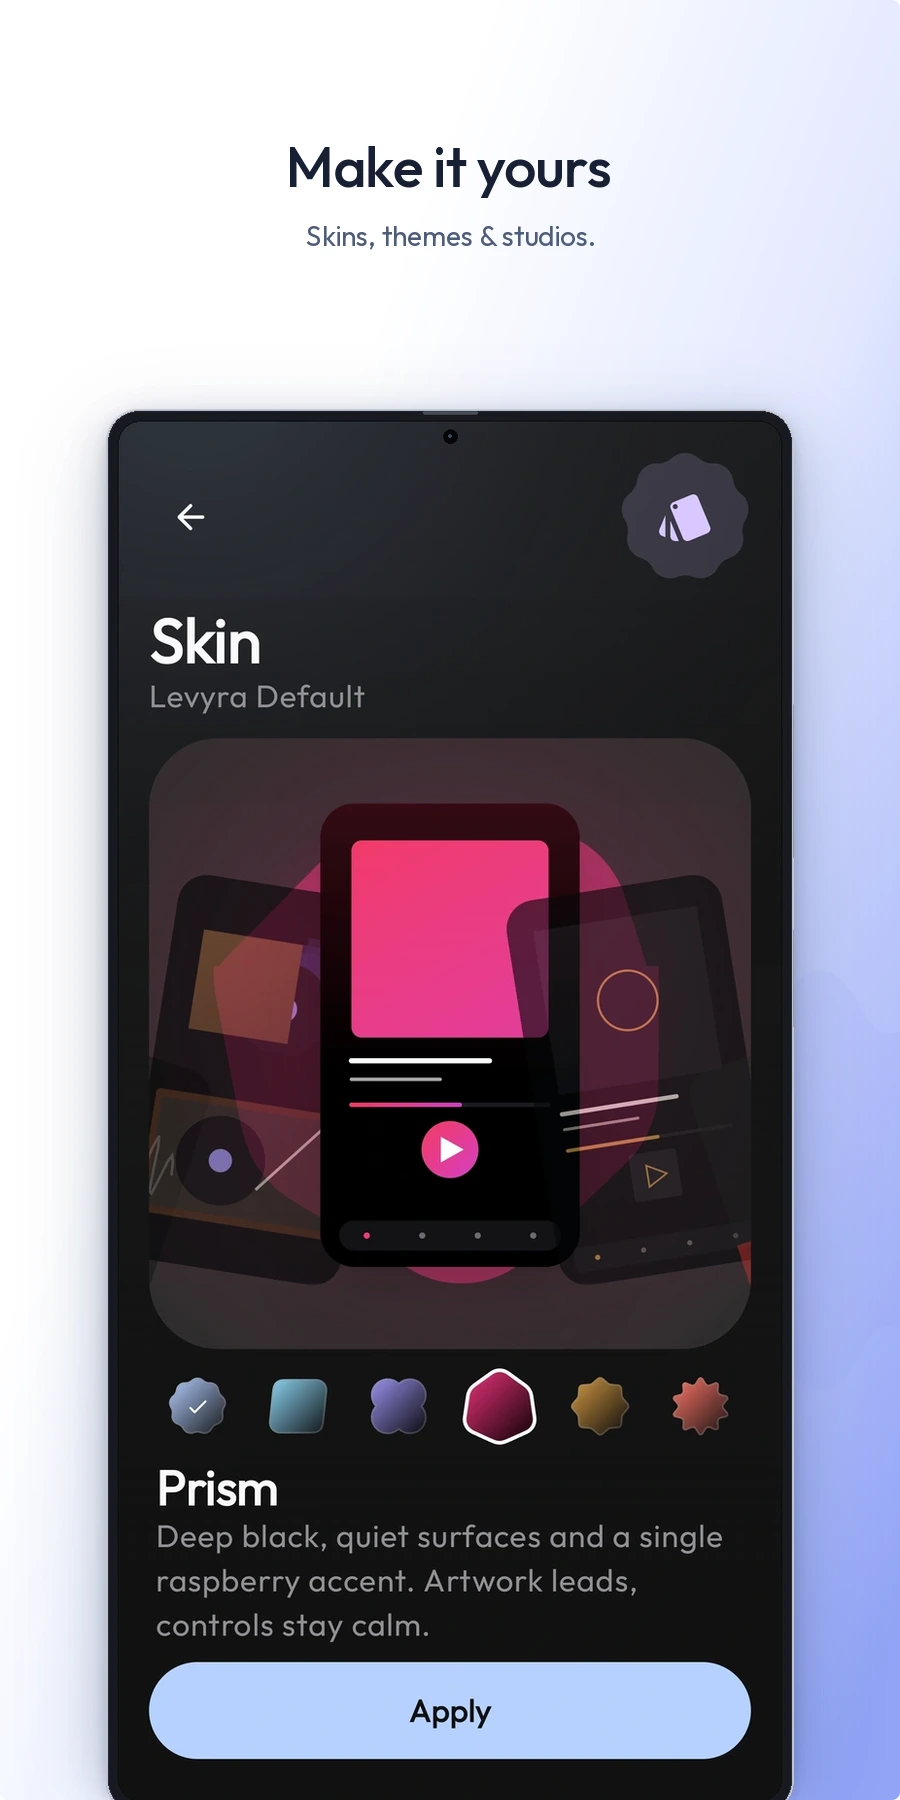 Make it yours
Skins, themes & studios.
Skin
Levyra Default
Prism
Deep black, quiet surfaces and a single
raspberry accent. Artwork leads,
controls stay calm.
Apply